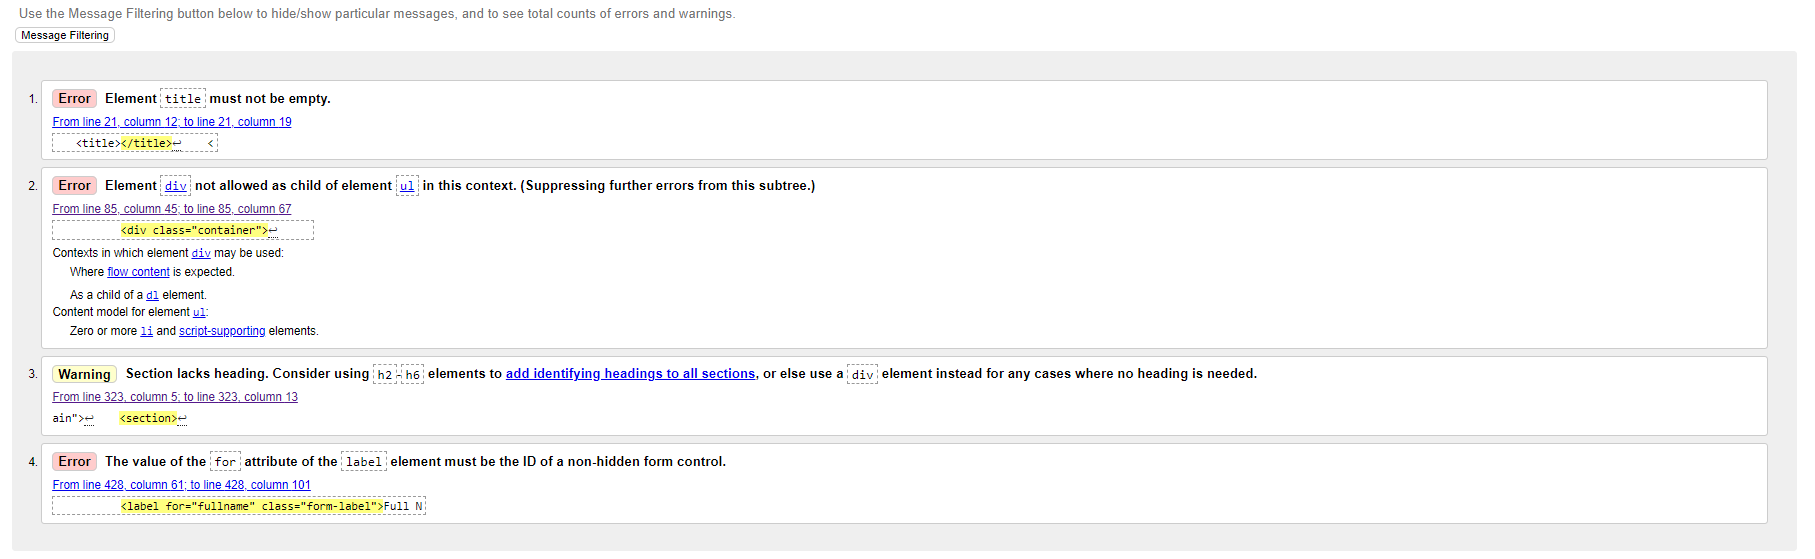 Use the Message Filtering button below to hide/show particular messages, and to see total counts of errors and warnings.
Message Filtering
1. Error Element title must not be empty.
From line 21, column 12; to line 21, column 19
<title></title>↩ <
2. Error Element div not allowed as child of element ul in this context. (Suppressing further errors from this subtree.)
From line 85, column 45; to line 85, column 67
<div class="container">↩
Contexts in which element div may be used:
Where flow content is expected.
As a child of a dl element.
Content model for element ul:
Zero or more li and script-supporting elements.
3. Warning Section lacks heading. Consider using h2-h6 elements to add identifying headings to all sections, or else use a div element instead for any cases where no heading is needed.
From line 323, column 5; to line 323, column 13
ain">↩ <section>↩
4. Error The value of the for attribute of the label element must be the ID of a non-hidden form control.
From line 428, column 61; to line 428, column 101
<label for="fullname" class="form-label">Full N